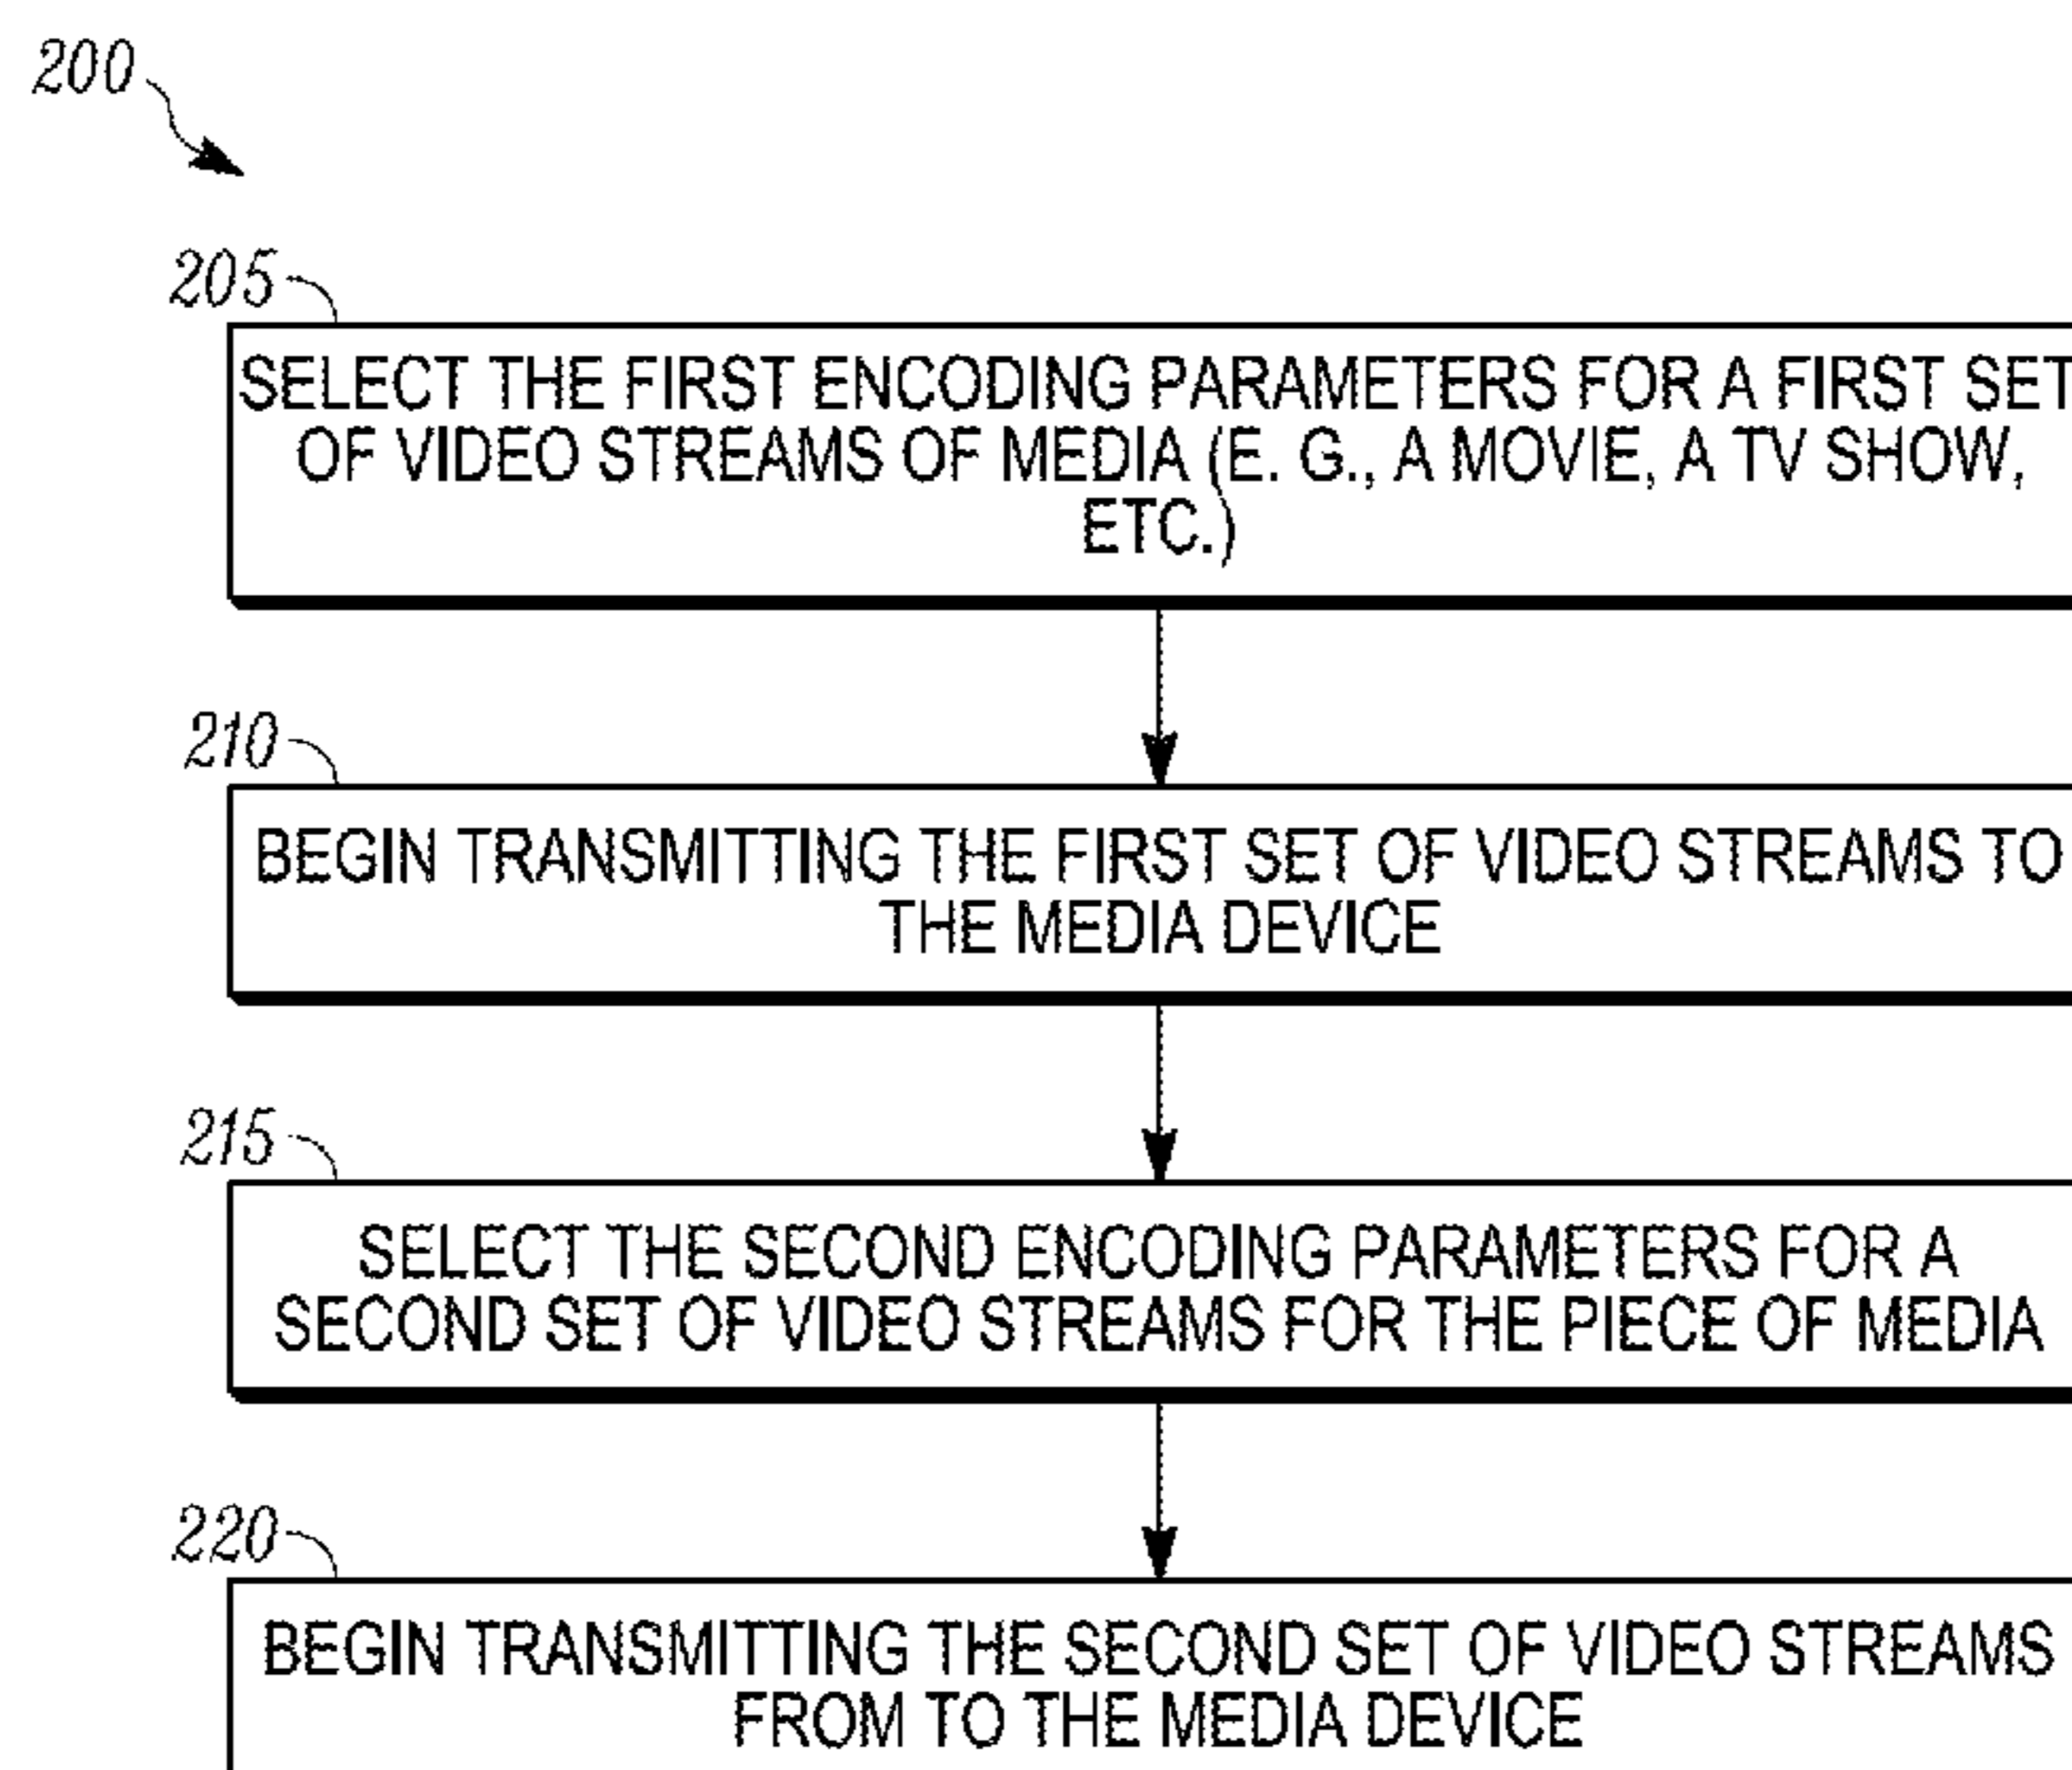 200
205
SELECT THE FIRST ENCODING PARAMETERS FOR A FIRST SET
OF VIDEO STREAMS OF MEDIA (E. G., A MOVIE, A TV SHOW,
ETC.)
210
BEGIN TRANSMITTING THE FIRST SET OF VIDEO STREAMS TO
THE MEDIA DEVICE
215
SELECT THE SECOND ENCODING PARAMETERS FOR A
SECOND SET OF VIDEO STREAMS FOR THE PIECE OF MEDIA
220
BEGIN TRANSMITTING THE SECOND SET OF VIDEO STREAMS
FROM TO THE MEDIA DEVICE